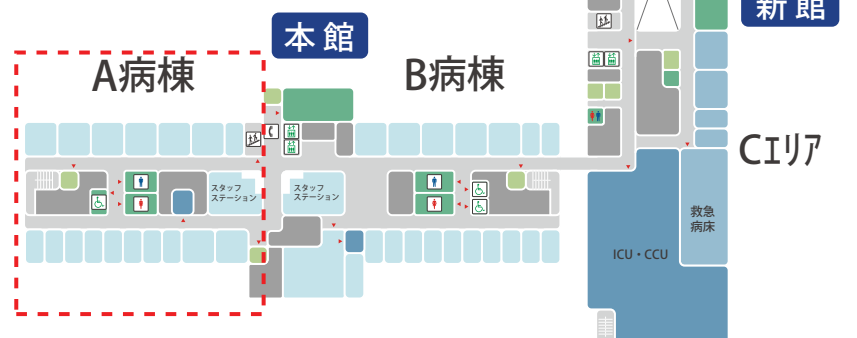 新館
本館
A病棟
B病棟
Cエリア
スタッフ
ステーション
スタッフ
ステーション
救急
病床
ICU・CCU